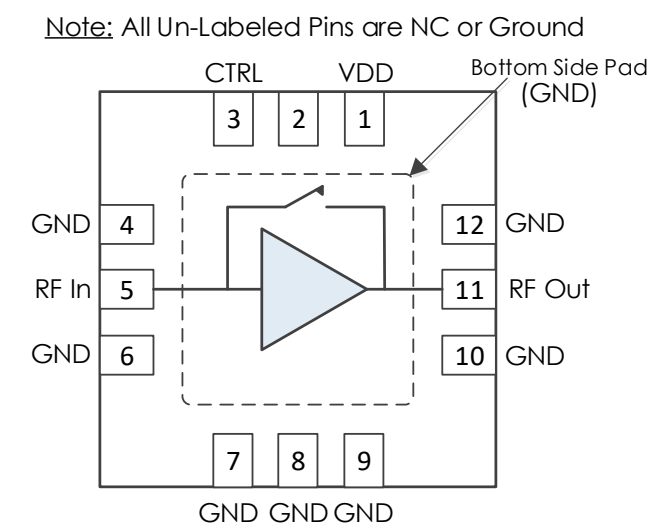 Note: All Un-Labeled Pins are NC or Ground
CTRL VDD Bottom Side Pad
(GND)
3 2 1
GND 4 12 GND
RF In 5 11 RF Out
GND 6 10 GND
7 8 9
GND GND GND